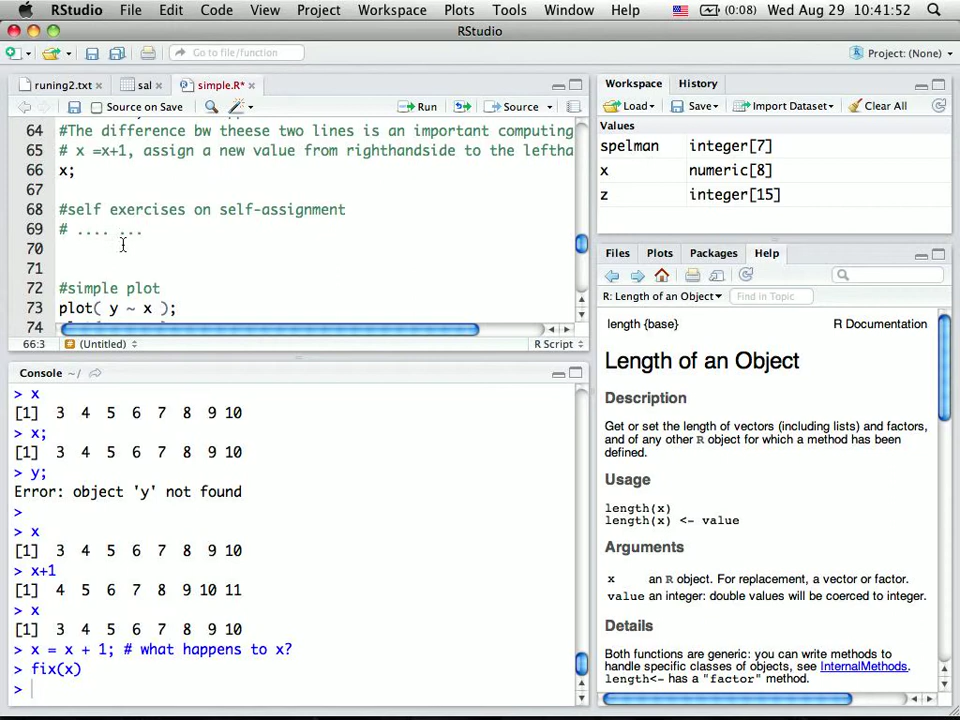 RStudio File Edit Code View Project Workspace Plots Tools Window Help (0:08) Wed Aug 29 10:41:52
RStudio
Go to file/function
Project: (None)
runing2.txt
sal
simple.R*
Source on Save
Run
Source
64 #The difference bw theese two lines is an important computing
65 # x =x+1, assign a new value from righthandside to the leftha
66 x;
67
68 #self exercises on self-assignment
69 # .... ...
70
71
72 #simple plot
73 plot( y ~ x );
74
66:3 # (Untitled) R Script
Console ~/
> x
[1] 3 4 5 6 7 8 9 10
> x;
[1] 3 4 5 6 7 8 9 10
> y;
Error: object 'y' not found
>
> x
[1] 3 4 5 6 7 8 9 10
> x+1
[1] 4 5 6 7 8 9 10 11
> x
[1] 3 4 5 6 7 8 9 10
> x = x + 1; # what happens to x?
> fix(x)
>
Workspace History
Load Save Import Dataset Clear All
Values
spelman integer[7]
x numeric[8]
z integer[15]
Files Plots Packages Help
R: Length of an Object Find in Topic
length {base} R Documentation
Length of an Object
Description
Get or set the length of vectors (including lists) and factors,
and of any other R object for which a method has been
defined.
Usage
length(x)
length(x) <- value
Arguments
x an R object. For replacement, a vector or factor.
value an integer: double values will be coerced to integer.
Details
Both functions are generic: you can write methods to
handle specific classes of objects, see InternalMethods.
length<- has a "factor" method.